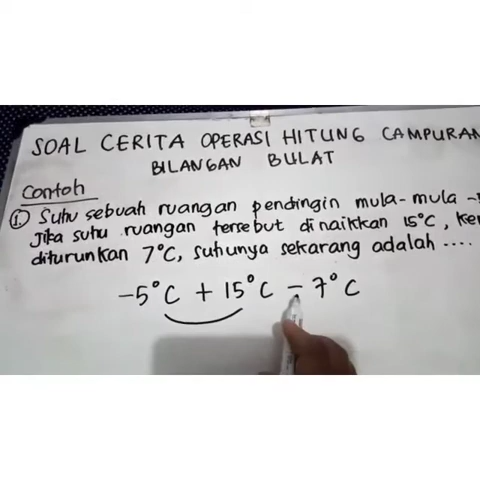 SOAL CERITA OPERASI HITUNG CAMPURAN
BILANGAN BULAT
Contoh
1. Suhu sebuah ruangan pendingin mula-mula
Jika suhu ruangan tersebut dinaikkan 15°C,
diturunkan 7°C, suhunya sekarang adalah ....
-5°C + 15°C - 7°C